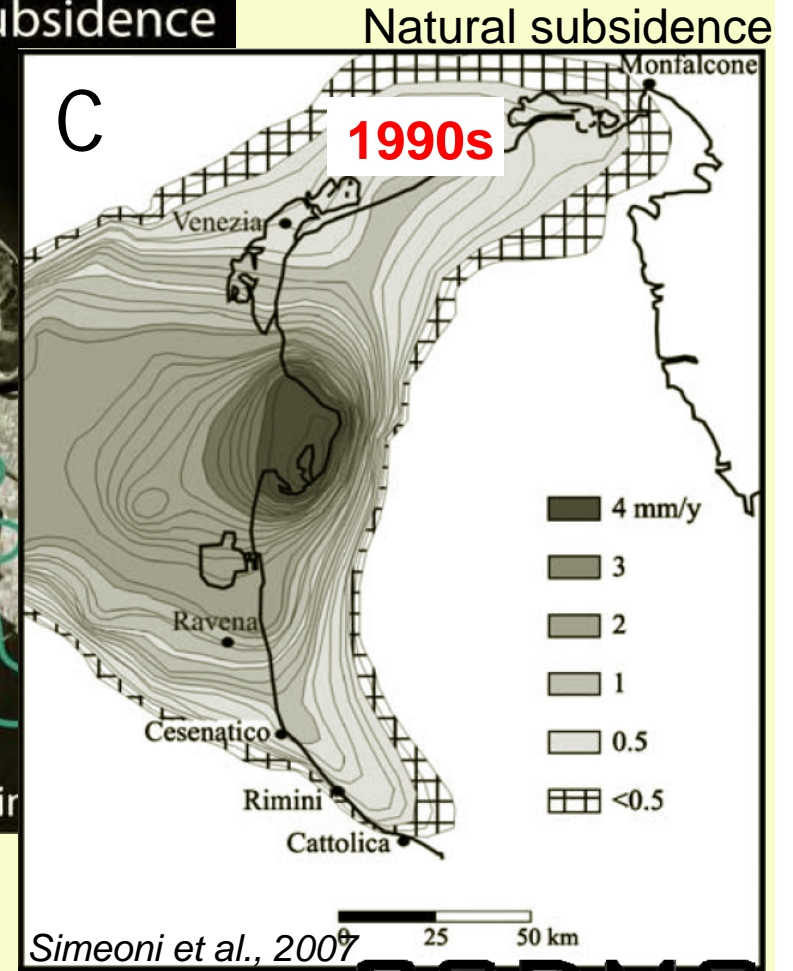 ubsidence
Natural subsidence
C
1990s
Monfalcone
Venezia
4 mm/y
3
2
1
0.5
<0.5
Ravena
Cesenatico
Rimini
Cattolica
25 50 km
Simeoni et al., 2007